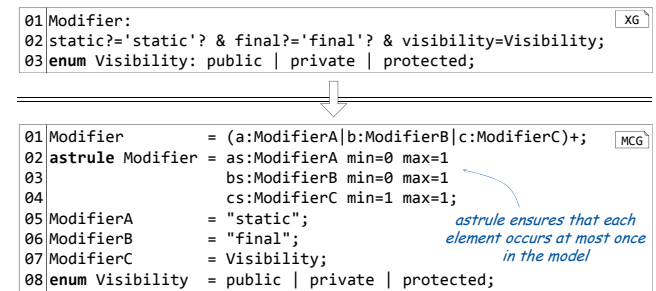 01 Modifier: XG
02 static?='static'? & final?='final'? & visibility=Visibility;
03 enum Visibility: public | private | protected;
01 Modifier = (a:ModifierA|b:ModifierB|c:ModifierC)+; MCG
02 astrule Modifier = as:ModifierA min=0 max=1
03 bs:ModifierB min=0 max=1
04 cs:ModifierC min=1 max=1;
05 ModifierA = "static";
06 ModifierB = "final";
07 ModifierC = Visibility;
08 enum Visibility = public | private | protected;
astrule ensures that each
element occurs at most once
in the model